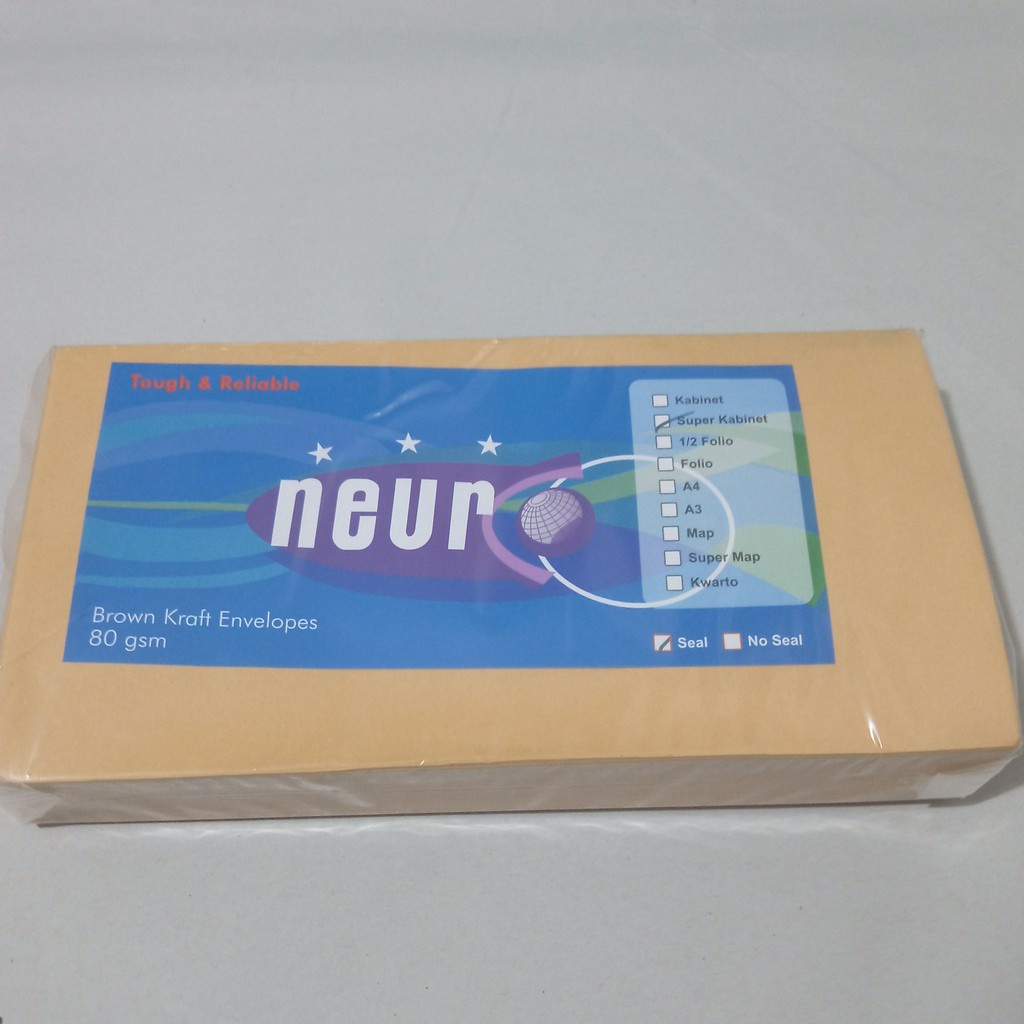 Tough & Reliable
neuro
Brown Kraft Envelopes
80 gsm
Kabinet
Super Kabinet
1/2 Folio
Folio
A4
A3
Map
Super Map
Kwarto
Seal No Seal